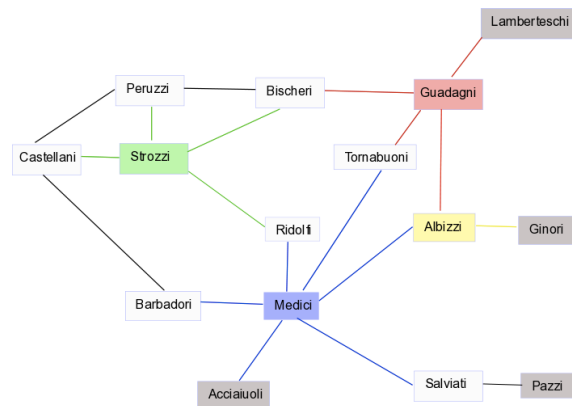 Lamberteschi
Peruzzi
Bischeri
Guadagni
Castellani
Strozzi
Tornabuoni
Ridolfi
Albizzi
Ginori
Barbadori
Medici
Salviati
Pazzi
Acciaiuoli